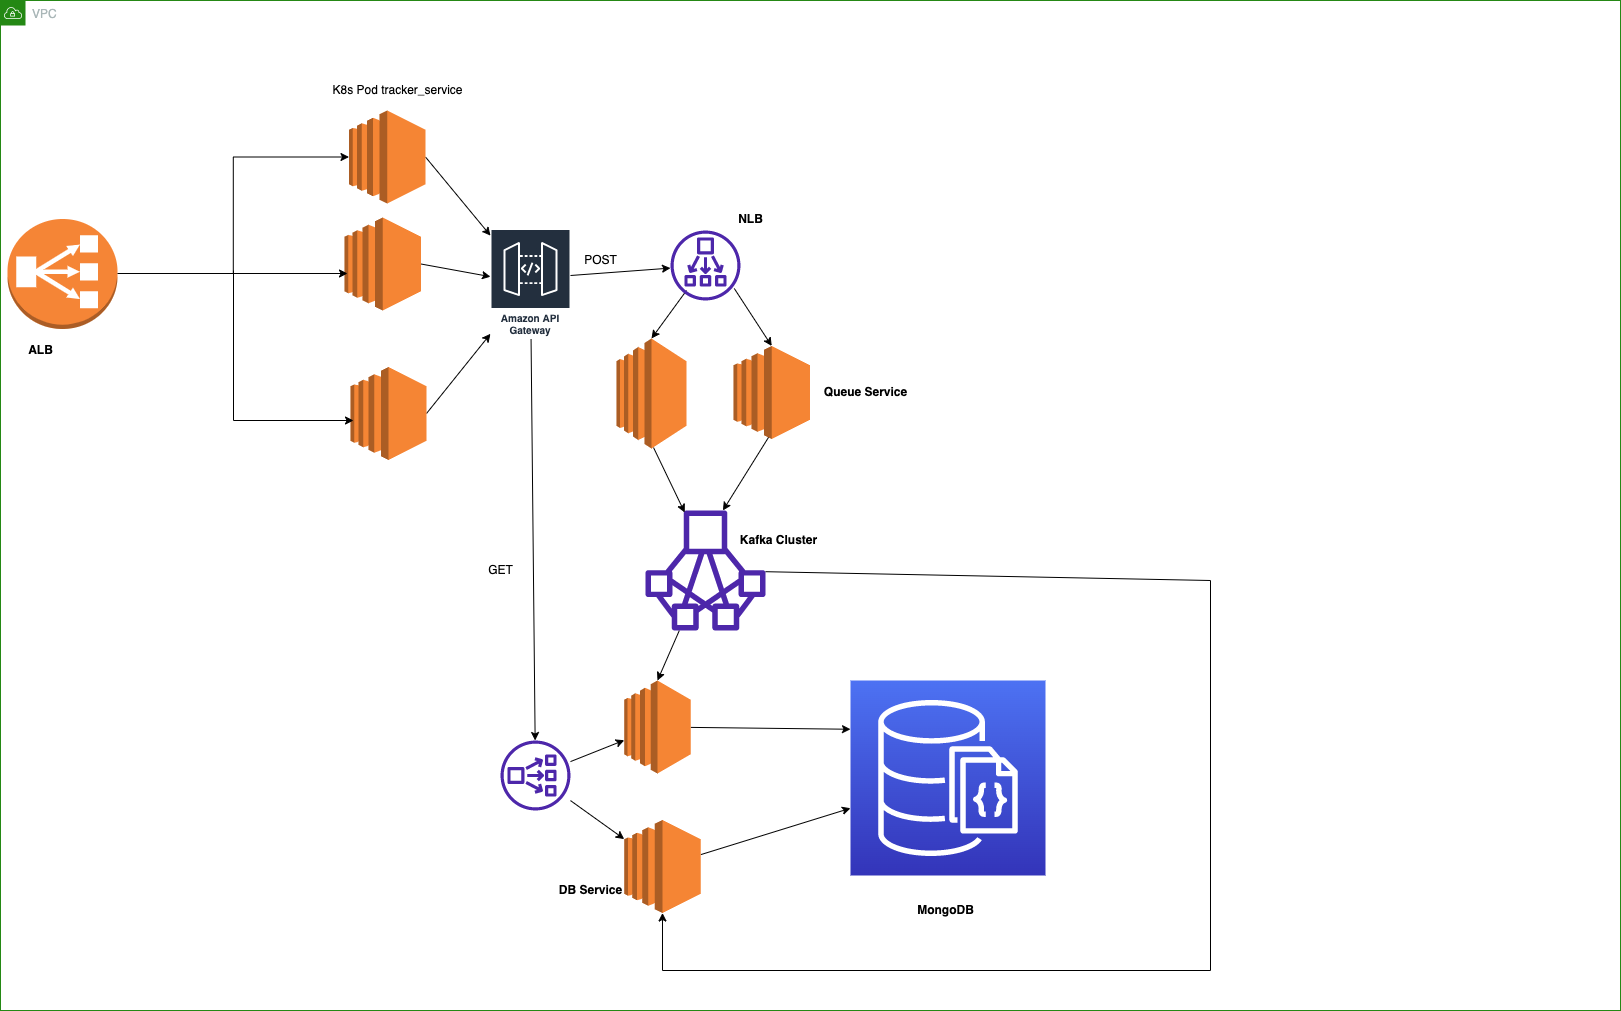 VPC
K8s Pod tracker_service
NLB
POST
Amazon API
Gateway
ALB
Queue Service
Kafka Cluster
GET
DB Service
MongoDB